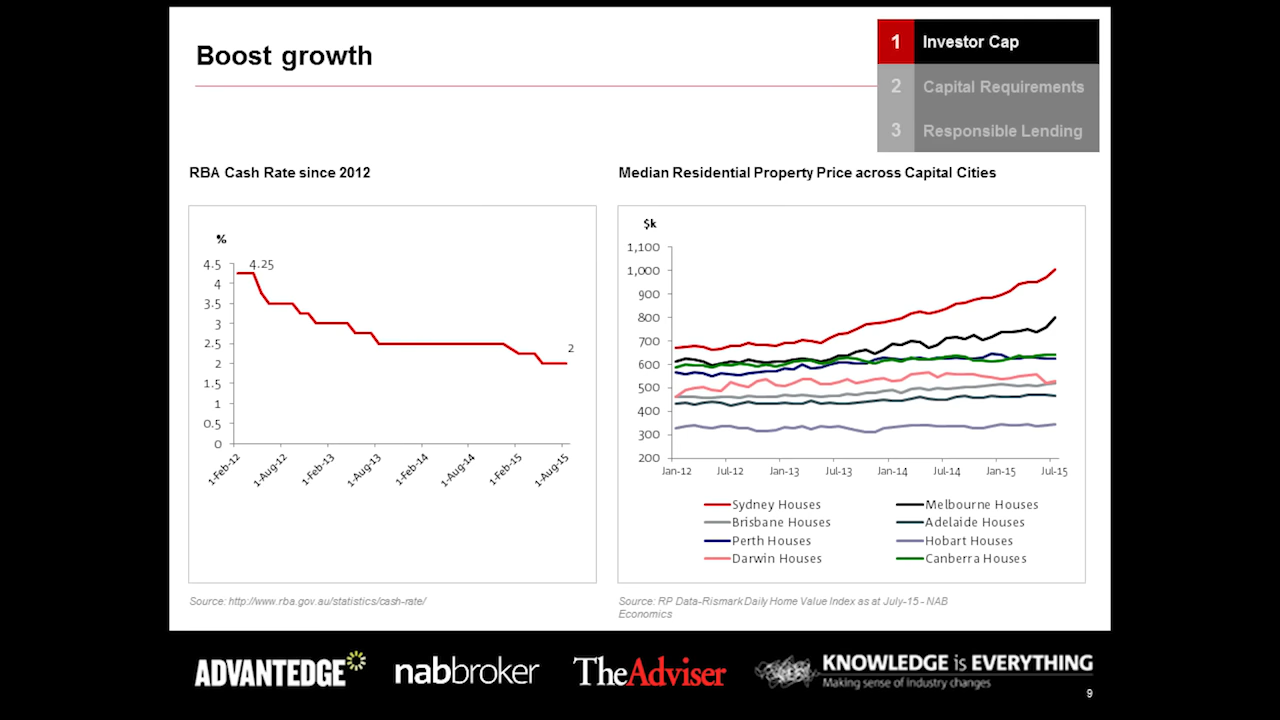 Boost growth
1 Investor Cap
2 Capital Requirements
3 Responsible Lending
RBA Cash Rate since 2012
%
4.5
4
3.5
3
2.5
2
1.5
1
0.5
0
4.25
2
1-Feb-12
1-Aug-12
1-Feb-13
1-Aug-13
1-Feb-14
1-Aug-14
1-Feb-15
1-Aug-15
Source: http://www.rba.gov.au/statistics/cash-rate/
Median Residential Property Price across Capital Cities
$k
1,100
1,000
900
800
700
600
500
400
300
200
Jan-12 Jul-12 Jan-13 Jul-13 Jan-14 Jul-14 Jan-15 Jul-15
Sydney Houses Melbourne Houses
Brisbane Houses Adelaide Houses
Perth Houses Hobart Houses
Darwin Houses Canberra Houses
Source: RP Data-Rismark Daily Home Value Index as at July-15 - NAB
Economics
ADVANTEDGE
nabbroker
TheAdviser
KNOWLEDGE is EVERYTHING
Making sense of industry changes
9